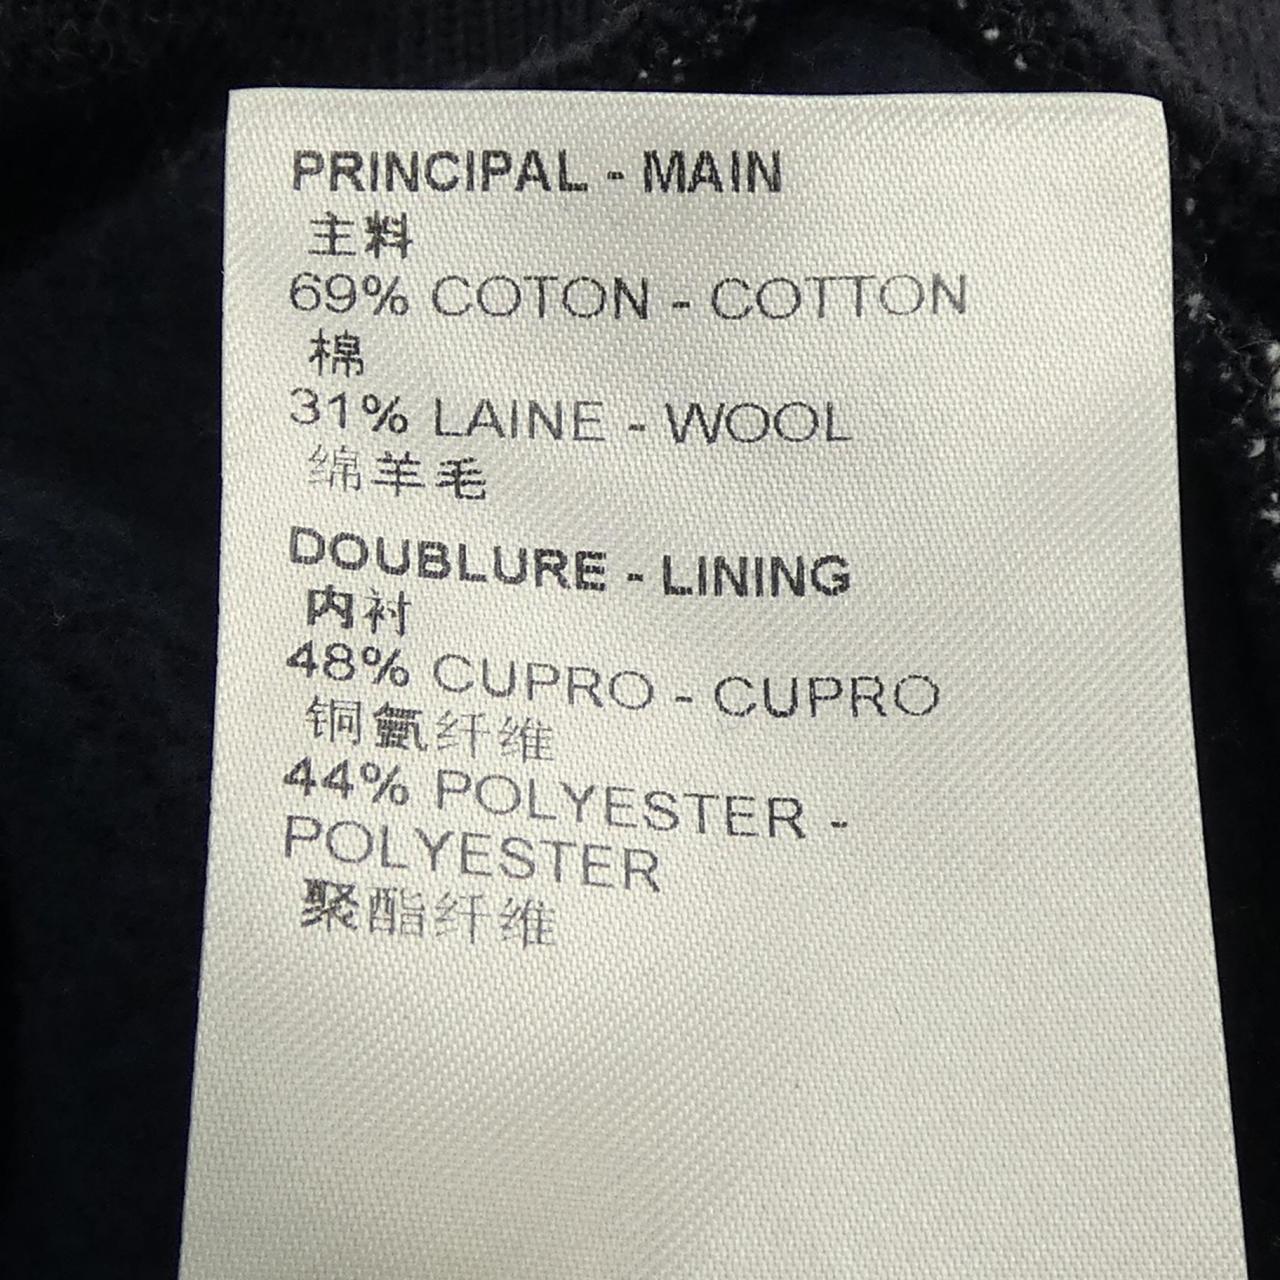 PRINCIPAL - MAIN
主料
69% COTON - COTTON
棉
31% LAINE - WOOL
绵羊毛
DOUBLURE - LINING
内衬
48% CUPRO - CUPRO
铜氨纤维
44% POLYESTER -
POLYESTER
聚酯纤维